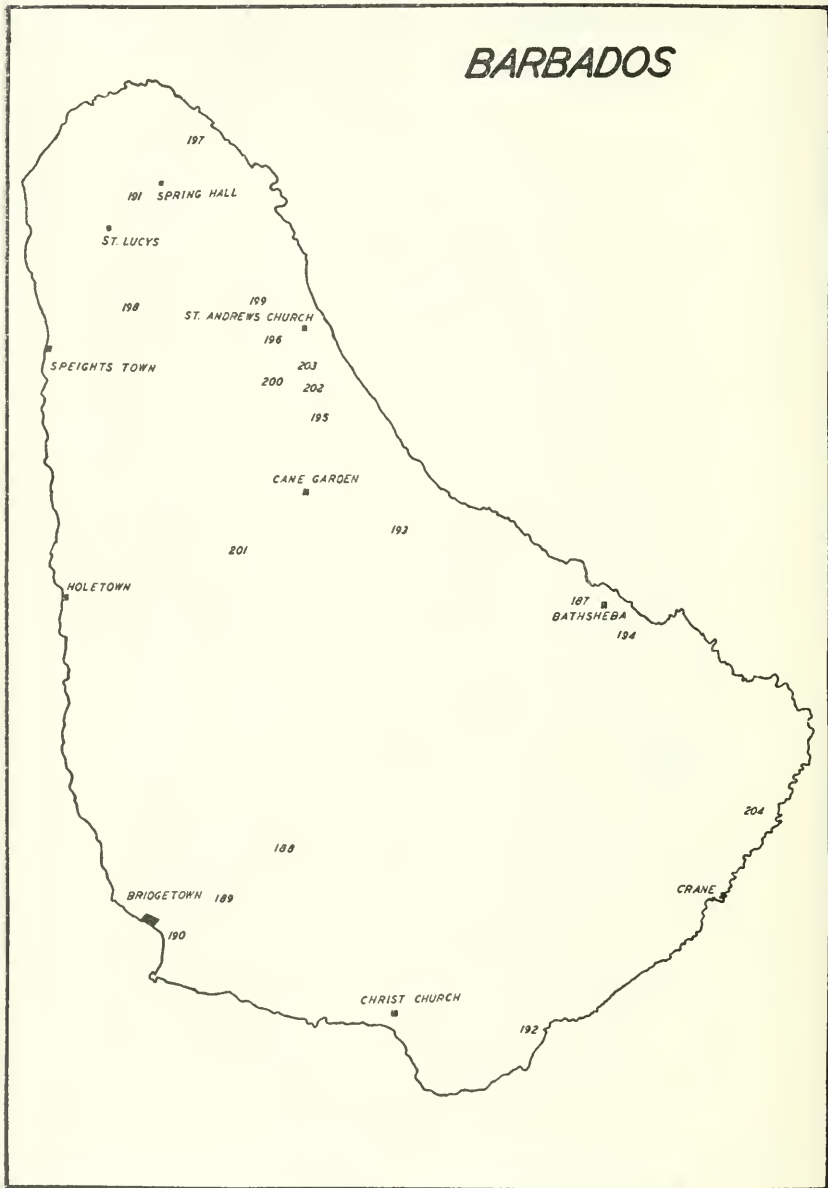 BARBADOS
197
191 SPRING HALL
ST. LUCYS
198
199
ST. ANDREWS CHURCH
196
SPEIGHTS TOWN
203
200
202
195
CANE GARDEN
193
201
HOLETOWN
187
BATHSHEBA
194
204
188
BRIDGETOWN
189
CRANE
190
CHRIST CHURCH
192